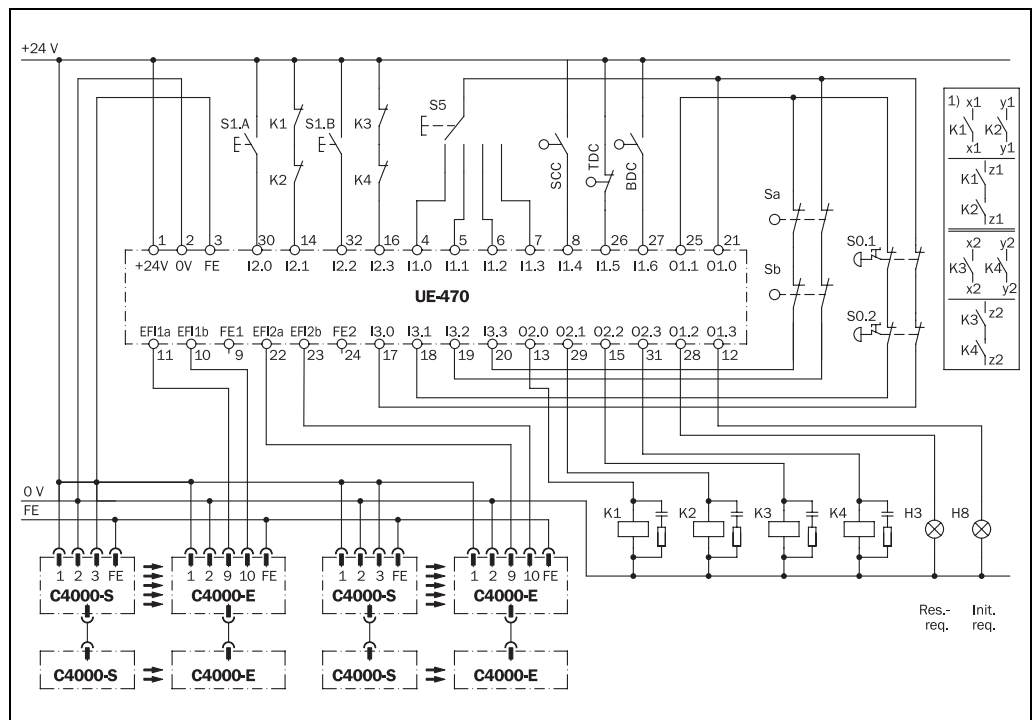 +24 V
S1.A K1 S1.B K3 S5
K2 K4
SCC TDC BDC
Sa
Sb
S0.1
S0.2
1) x1 y1
K1 K2
x1 y1
K1 z1
K2 z1
x2 y2
K3 K4
x2 y2
K3 z2
K4 z2
1 2 3 30 14 32 16 4 5 6 7 8 26 27 25 21
+24V 0V FE I2.0 I2.1 I2.2 I2.3 I1.0 I1.1 I1.2 I1.3 I1.4 I1.5 I1.6 O1.1 O1.0
UE-470
EFI1a EFI1b FE1 EFI2a EFI2b FE2 I3.0 I3.1 I3.2 I3.3 O2.0 O2.1 O2.2 O2.3 O1.2 O1.3
11 10 9 22 23 24 17 18 19 20 13 29 15 31 28 12
0 V
FE
K1 K2 K3 K4 H3 H8
1 2 3 FE 1 2 9 10 FE 1 2 3 FE 1 2 9 10 FE
C4000-S C4000-E C4000-S C4000-E
Res.- Init.
req. req.
C4000-S C4000-E C4000-S C4000-E